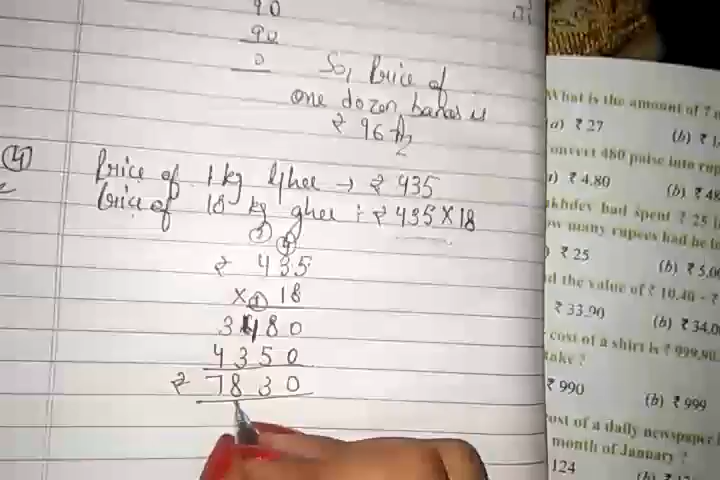 90
90
0
So, Price of
one dozen banas is
₹ 96
(4) Price of 1 kg Ghee → ₹ 435
Price of 18 kg ghee : ₹ 435 × 18
₹ 435
× 18
3480
4350
₹ 7830
What is the amount of
(a) ₹ 27 (b) ₹
onvert 480 paise into rup
) ₹ 4.80 (b) ₹ 48
akhdev had spent ₹ 25
ow many rupees had he
) ₹ 25 (b) ₹ 5.0
d the value of ₹ 10.40 - ₹
₹ 33.90 (b) ₹ 34.0
cost of a shirt is ₹ 999.90.
take ?
₹ 990 (b) ₹ 999
ost of a daily newspaper
month of January ?
124 (b)